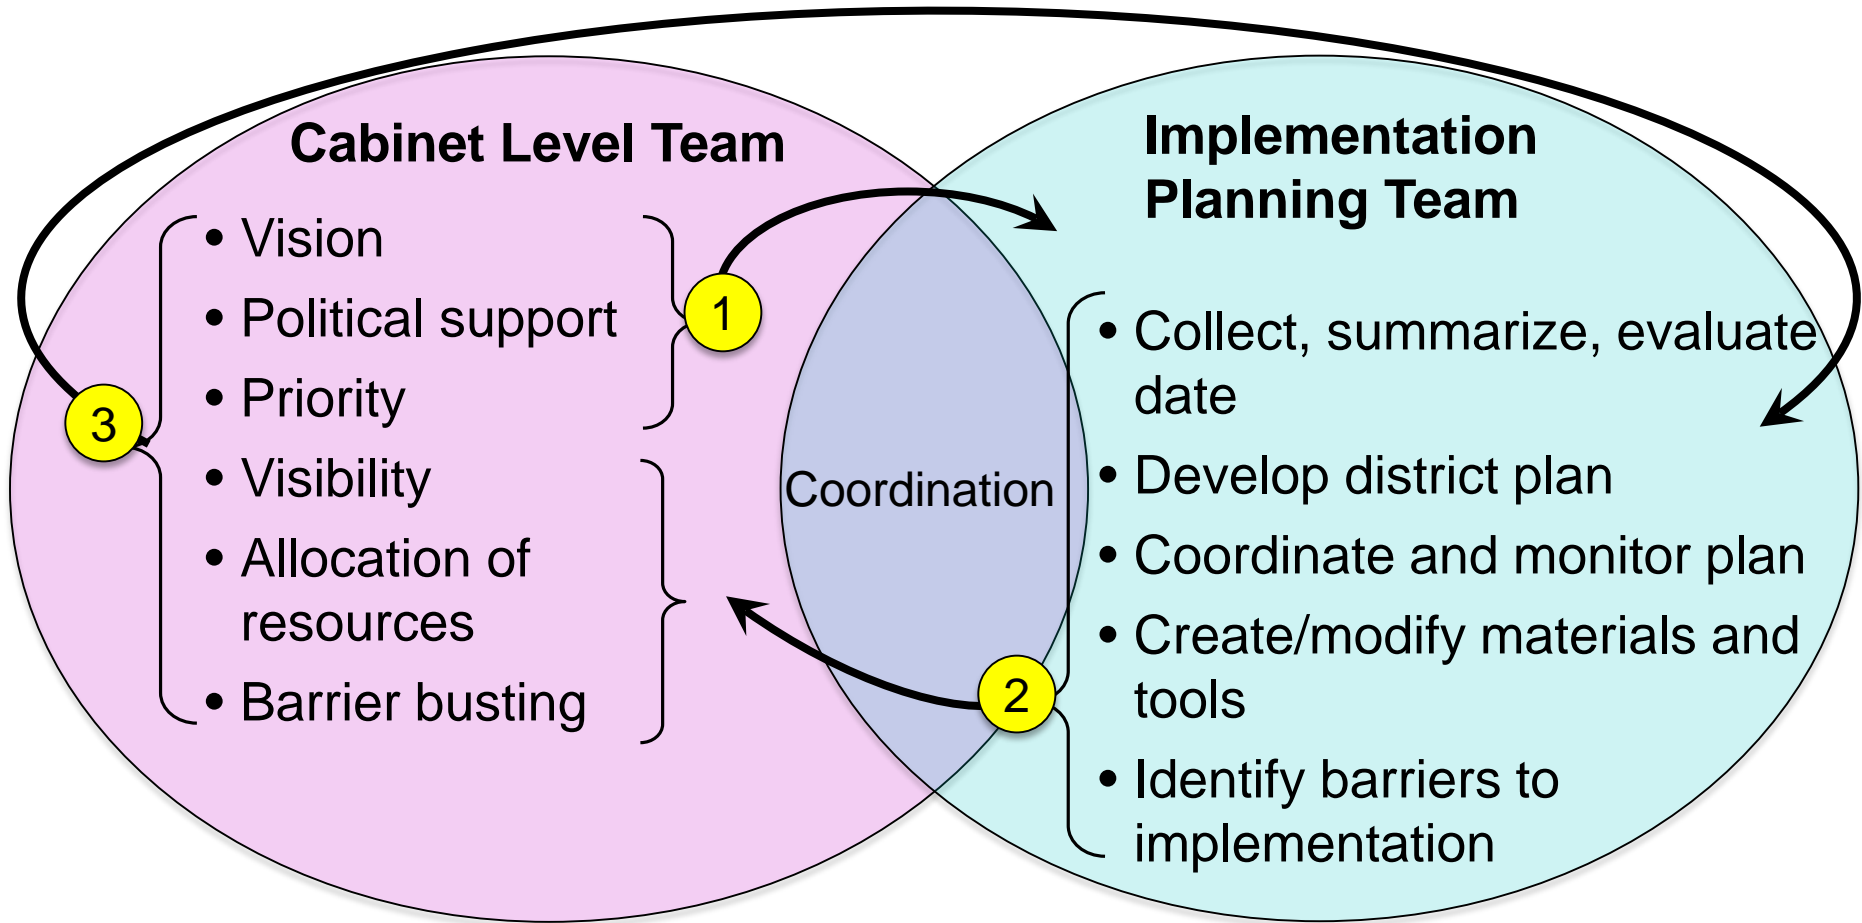 Cabinet Level Team
• Vision
• Political support
• Priority
• Visibility
• Allocation of
resources
• Barrier busting
1
3
Coordination
2
Implementation
Planning Team
• Collect, summarize, evaluate
date
• Develop district plan
• Coordinate and monitor plan
• Create/modify materials and
tools
• Identify barriers to
implementation